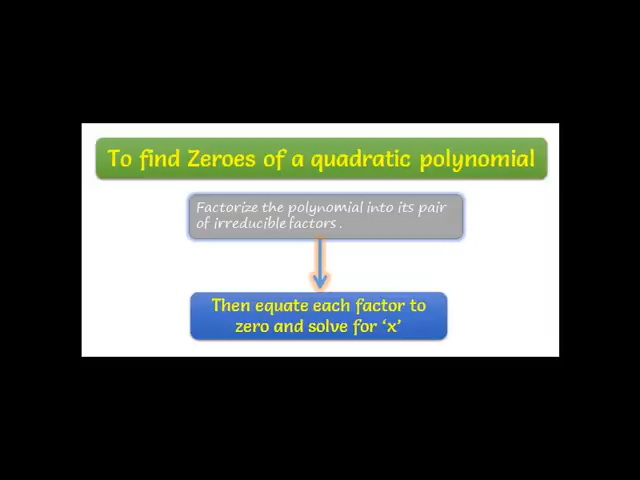 To find Zeroes of a quadratic polynomial
Factorize the polynomial into its pair
of irreducible factors.
Then equate each factor to
zero and solve for ‘x’